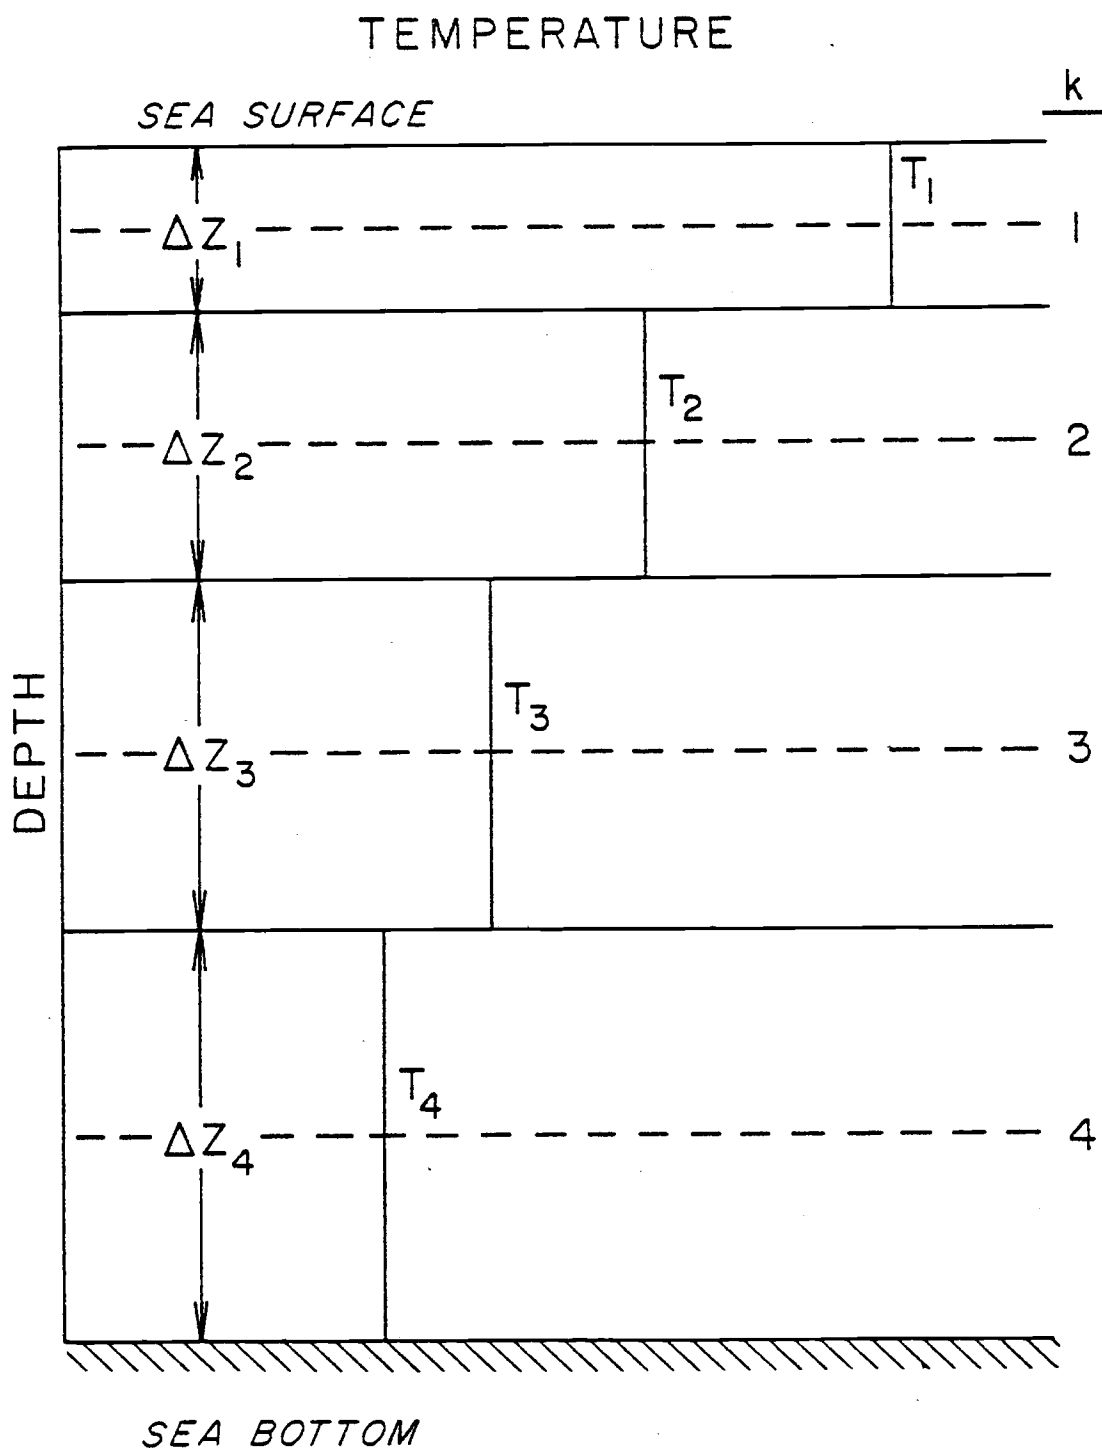 TEMPERATURE
k
SEA SURFACE
T1
ΔZ1
1
T2
ΔZ2
2
DEPTH
T3
ΔZ3
3
T4
ΔZ4
4
SEA BOTTOM